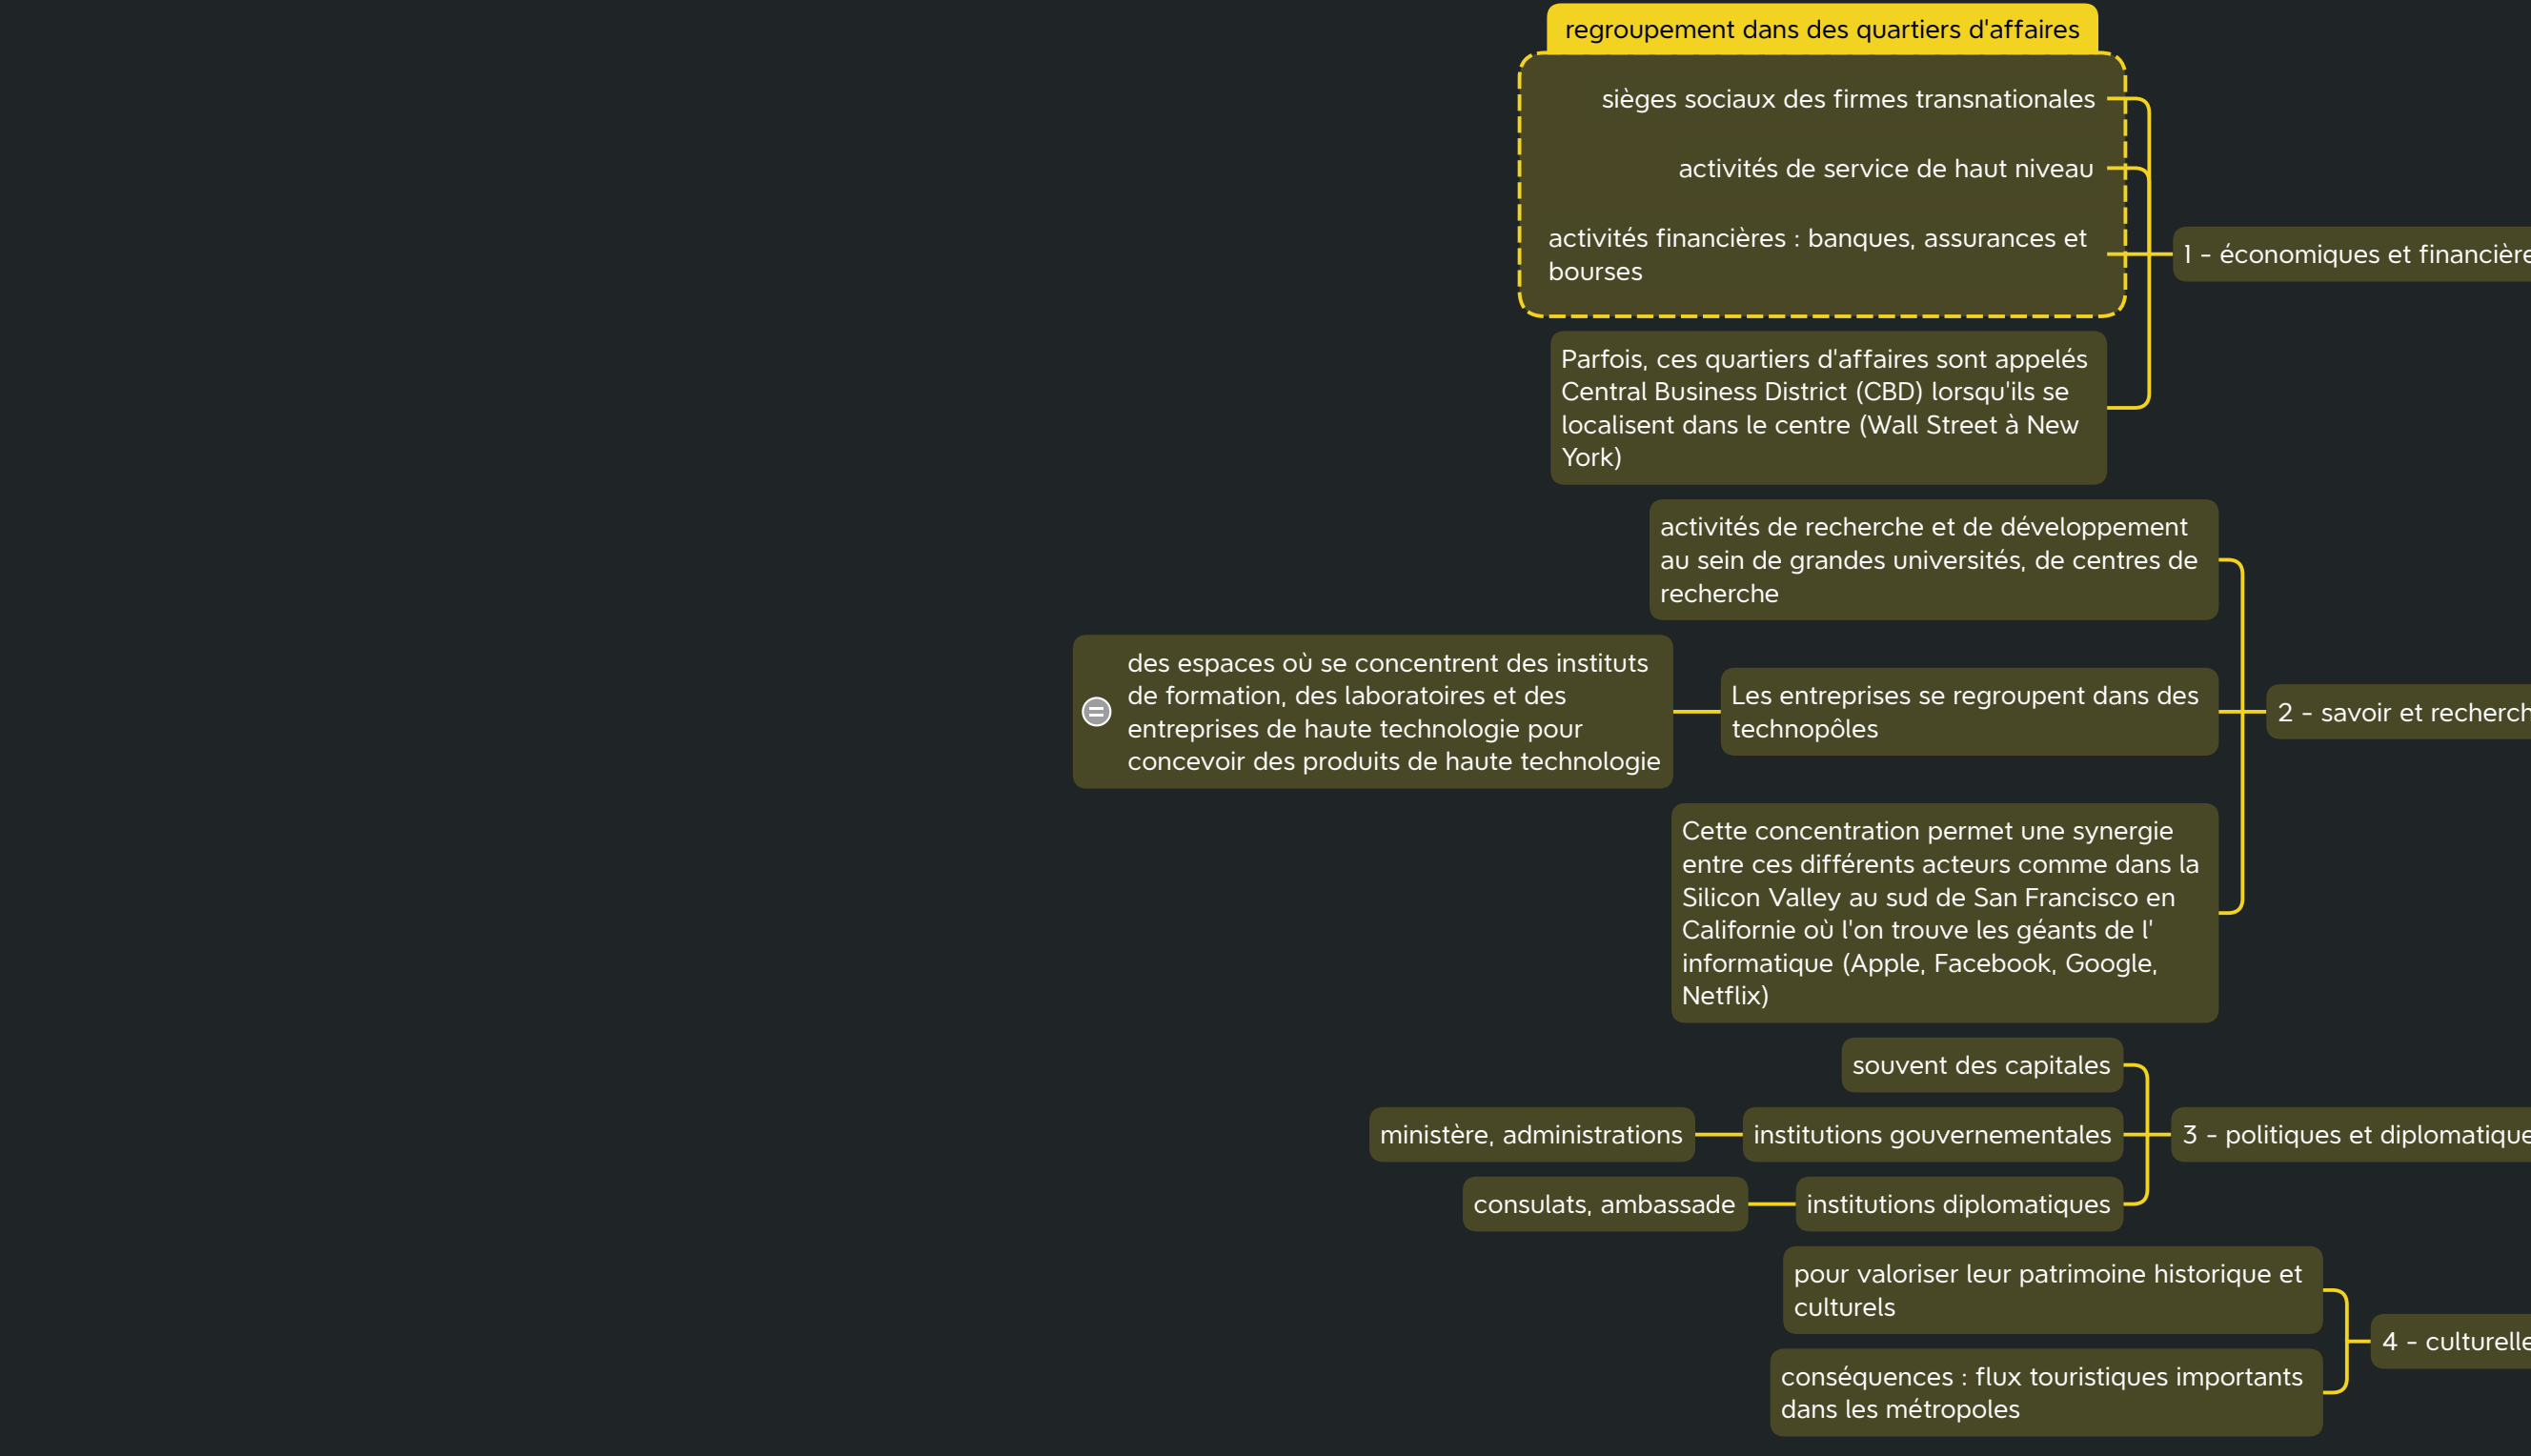 regroupement dans des quartiers d'affaires
sièges sociaux des firmes transnationales
activités de service de haut niveau
activités financières : banques, assurances et
bourses
1 - économiques et financière
Parfois, ces quartiers d'affaires sont appelés
Central Business District (CBD) lorsqu'ils se
localisent dans le centre (Wall Street à New
York)
activités de recherche et de développement
au sein de grandes universités, de centres de
recherche
des espaces où se concentrent des instituts
de formation, des laboratoires et des
entreprises de haute technologie pour
concevoir des produits de haute technologie
Les entreprises se regroupent dans des
technopôles
2 - savoir et recherch
Cette concentration permet une synergie
entre ces différents acteurs comme dans la
Silicon Valley au sud de San Francisco en
Californie où l'on trouve les géants de l'
informatique (Apple, Facebook, Google,
Netflix)
souvent des capitales
ministère, administrations
institutions gouvernementales
3 - politiques et diplomatique
consulats, ambassade
institutions diplomatiques
pour valoriser leur patrimoine historique et
culturels
4 - culturelle
conséquences : flux touristiques importants
dans les métropoles